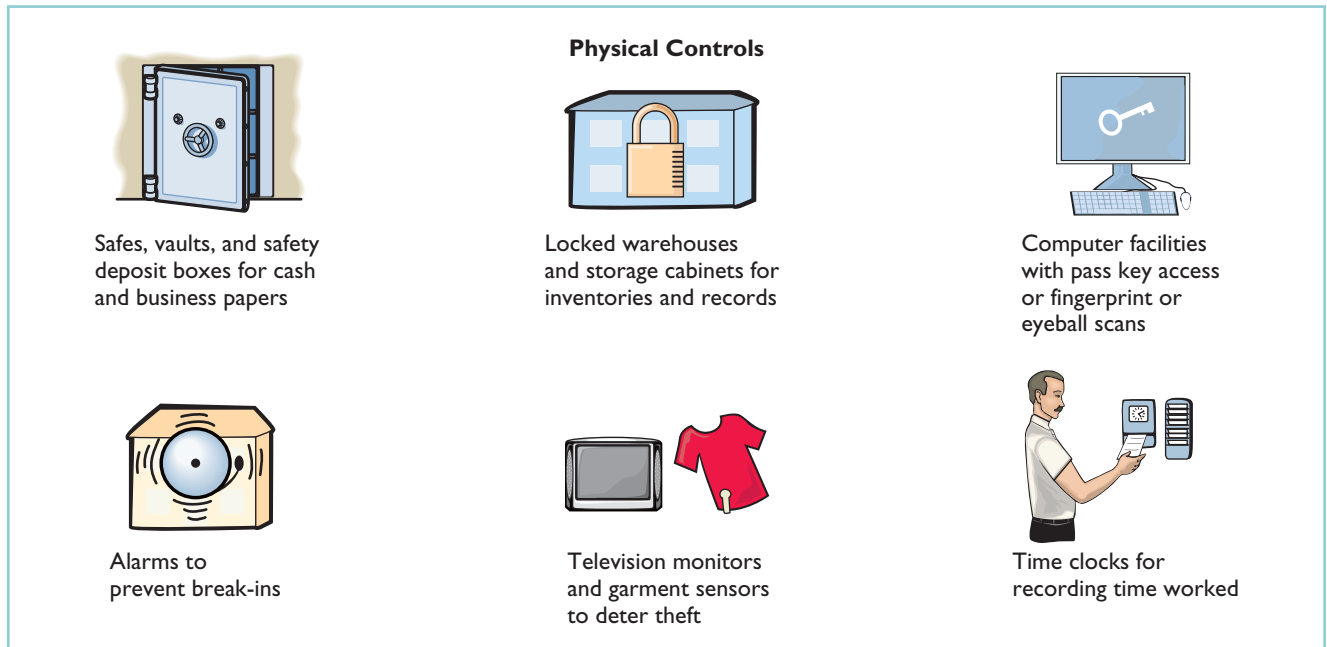 Physical Controls
Safes, vaults, and safety
deposit boxes for cash
and business papers
Locked warehouses
and storage cabinets for
inventories and records
Computer facilities
with pass key access
or fingerprint or
eyeball scans
Alarms to
prevent break-ins
Television monitors
and garment sensors
to deter theft
Time clocks for
recording time worked